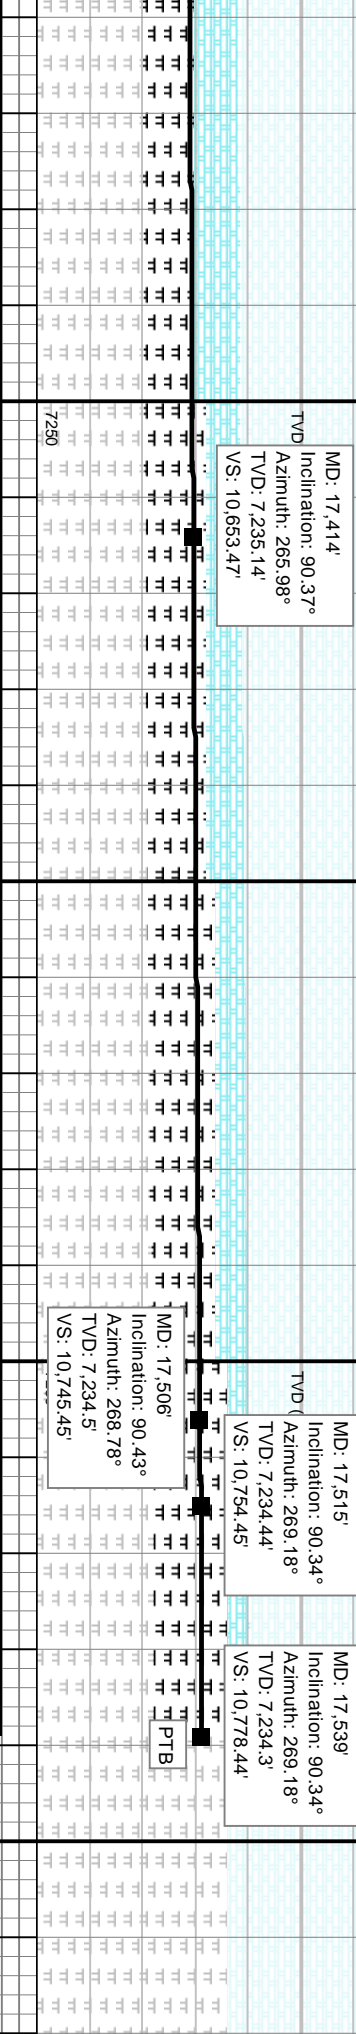 TVD
MD: 17,414'
Inclination: 90.37°
Azimuth: 265.98°
TVD: 7,235.14'
VS: 10,653.47'
7250
MD: 17,506'
Inclination: 90.43°
Azimuth: 268.78°
TVD: 7,234.5'
VS: 10,745.45'
TVD (
MD: 17,515'
Inclination: 90.34°
Azimuth: 269.18°
TVD: 7,234.44'
VS: 10,754.45'
MD: 17,539'
Inclination: 90.34°
Azimuth: 269.18°
TVD: 7,234.3'
VS: 10,778.44'
PTB